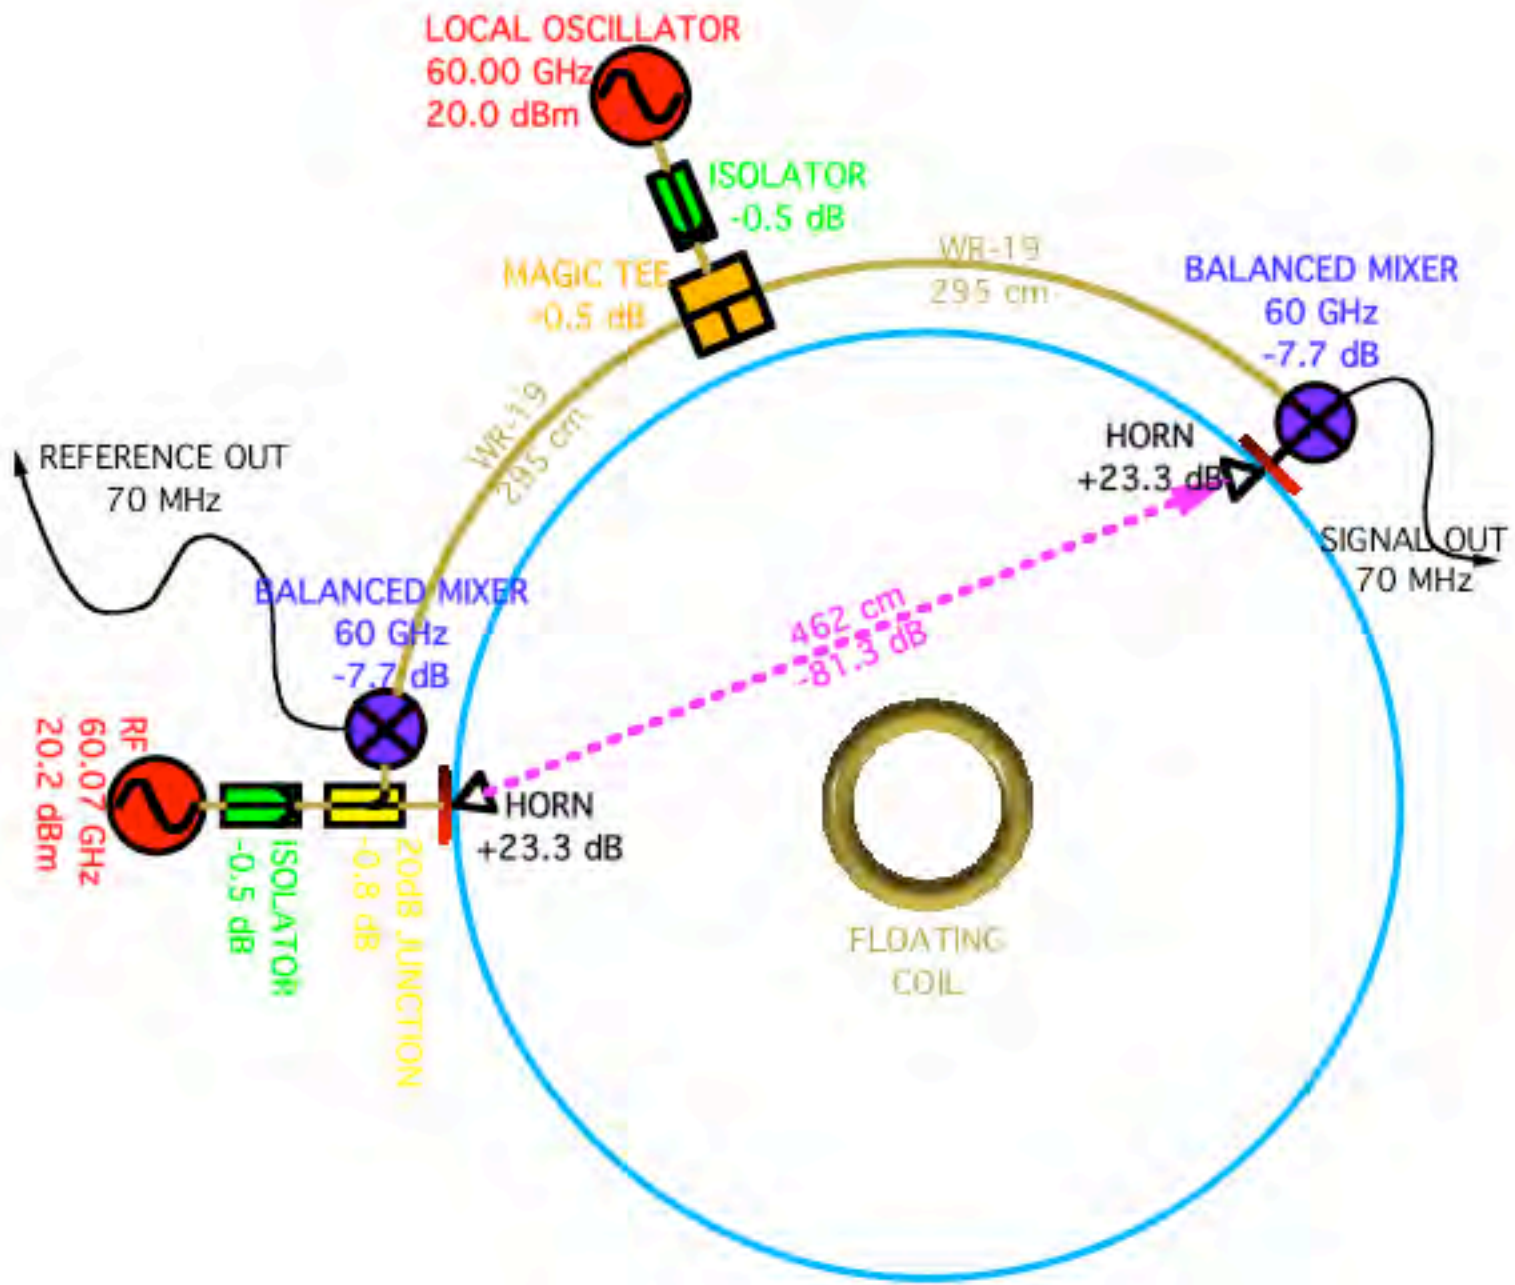 LOCAL OSCILLATOR
60.00 GHz
20.0 dBm
ISOLATOR
-0.5 dB
MAGIC TEE
-0.5 dB
WR-19
295 cm
BALANCED MIXER
60 GHz
-7.7 dB
WR-19
295 cm
HORN
+23.3 dB
REFERENCE OUT
70 MHz
SIGNAL OUT
70 MHz
BALANCED MIXER
60 GHz
-7.7 dB
462 cm
-81.3 dB
RF
60.07 GHz
20.2 dBm
HORN
+23.3 dB
ISOLATOR
-0.5 dB
20dB JUNCTION
-0.8 dB
FLOATING
COIL